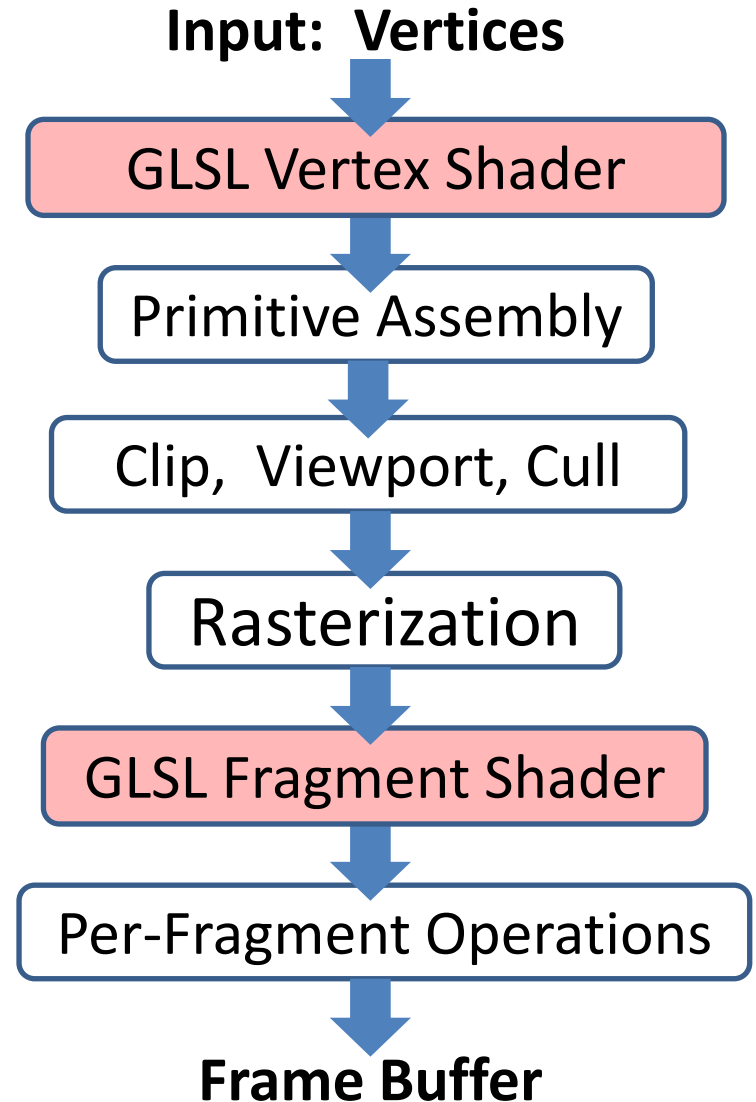 Input: Vertices
GLSL Vertex Shader
Primitive Assembly
Clip, Viewport, Cull
Rasterization
GLSL Fragment Shader
Per-Fragment Operations
Frame Buffer